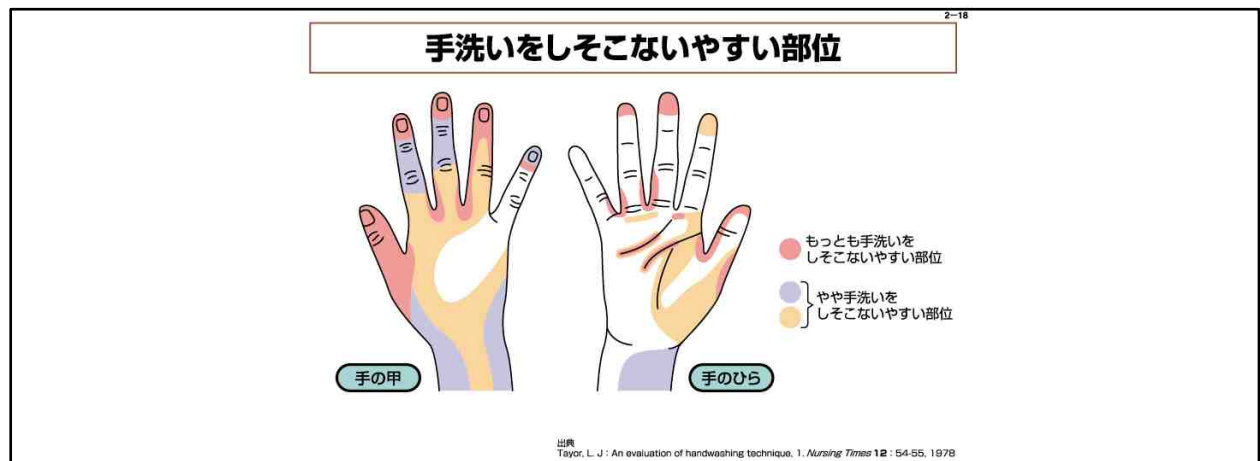 2−18
手洗いをしそこないやすい部位
もっとも手洗いを
しそこないやすい部位
やや手洗いを
しそこないやすい部位
手の甲
手のひら
出典
Tayor, L. J : An evaluation of handwashing technique, 1. Nursing Times 12 : 54-55, 1978